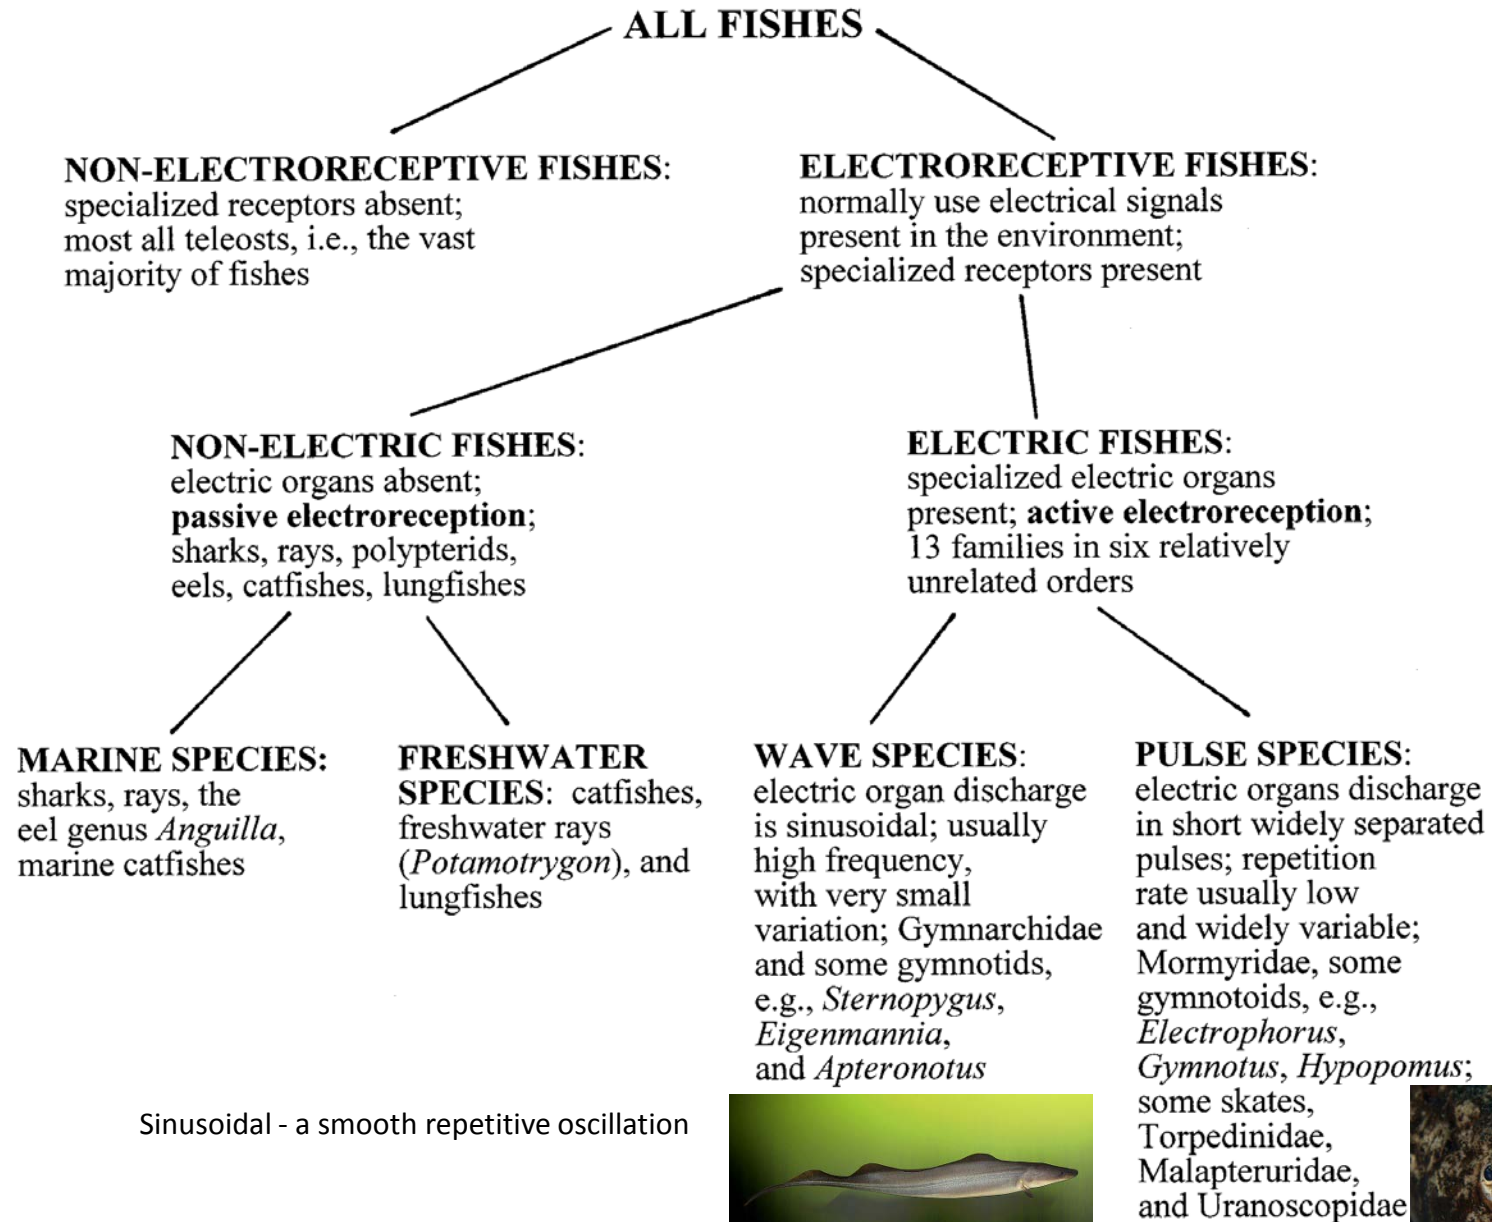 ALL FISHES
NON-ELECTRORECEPTIVE FISHES:
specialized receptors absent;
most all teleosts, i.e., the vast
majority of fishes
ELECTRORECEPTIVE FISHES:
normally use electrical signals
present in the environment;
specialized receptors present
NON-ELECTRIC FISHES:
electric organs absent;
passive electroreception;
sharks, rays, polypterids,
eels, catfishes, lungfishes
ELECTRIC FISHES:
specialized electric organs
present; active electroreception;
13 families in six relatively
unrelated orders
MARINE SPECIES:
sharks, rays, the
eel genus Anguilla,
marine catfishes
FRESHWATER
SPECIES: catfishes,
freshwater rays
(Potamotrygon), and
lungfishes
WAVE SPECIES:
electric organ discharge
is sinusoidal; usually
high frequency,
with very small
variation; Gymnarchidae
and some gymnotids,
e.g., Sternopygus,
Eigenmannia,
and Apteronotus
PULSE SPECIES:
electric organs discharge
in short widely separated
pulses; repetition
rate usually low
and widely variable;
Mormyridae, some
gymnotoids, e.g.,
Electrophorus,
Gymnotus, Hypopomus;
some skates,
Torpedinidae,
Malapteruridae,
and Uranoscopidae
Sinusoidal - a smooth repetitive oscillation